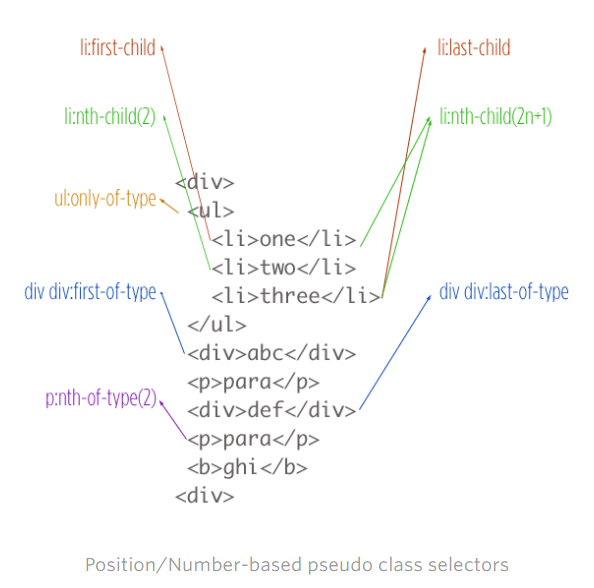 li:first-child
li:last-child
li:nth-child(2)
li:nth-child(2n+1)
<div>
ul:only-of-type
<ul>
<li>one</li>
<li>two</li>
<li>three</li>
div div:first-of-type
div div:last-of-type
</ul>
<div>abc</div>
<p>para</p>
p:nth-of-type(2)
<div>def</div>
<p>para</p>
<b>ghi</b>
<div>
Position/Number-based pseudo class selectors